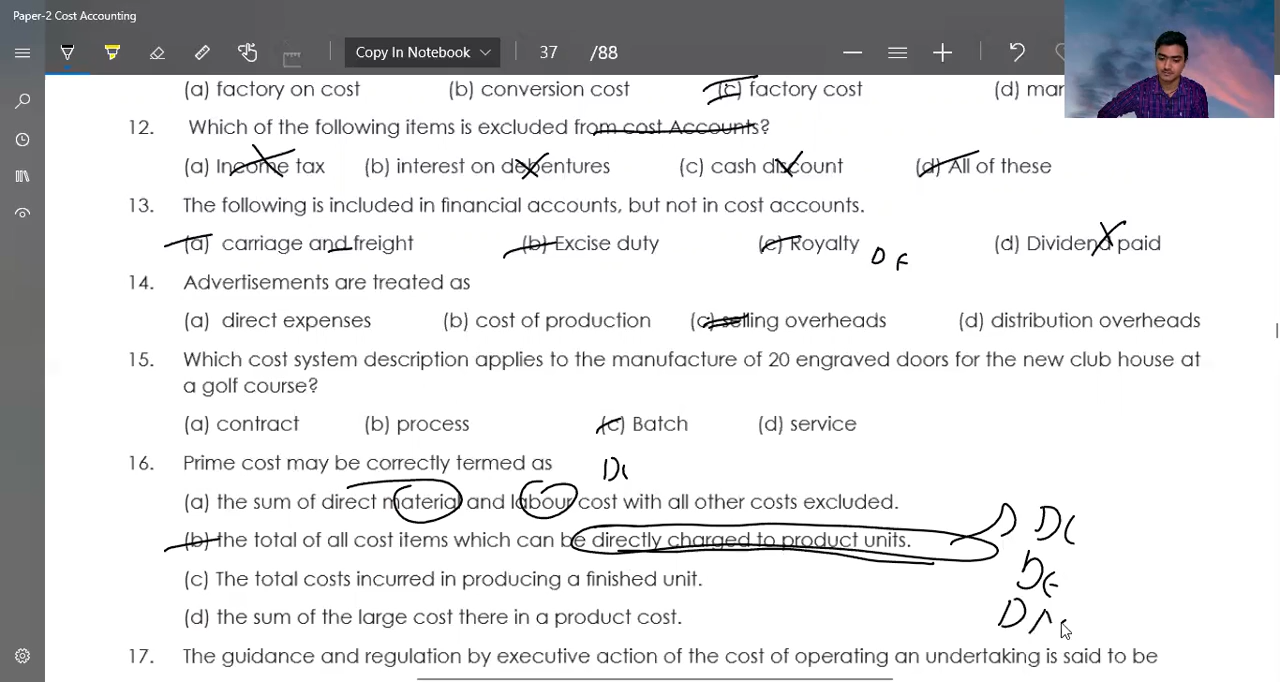 Paper-2 Cost Accounting
Copy In Notebook 37 /88
(a) factory on cost (b) conversion cost (c) factory cost (d)
12. Which of the following items is excluded from cost Accounts?
(a) Income tax (b) interest on debentures (c) cash discount (d) All of these
13. The following is included in financial accounts, but not in cost accounts.
(a) carriage and freight (b) Excise duty (c) Royalty (d) Dividend paid
14. Advertisements are treated as
(a) direct expenses (b) cost of production (c) selling overheads (d) distribution overheads
15. Which cost system description applies to the manufacture of 20 engraved doors for the new club house at
a golf course?
(a) contract (b) process (c) Batch (d) service
16. Prime cost may be correctly termed as
(a) the sum of direct material and labour cost with all other costs excluded.
(b) the total of all cost items which can be directly charged to product units.
(c) The total costs incurred in producing a finished unit.
(d) the sum of the large cost there in a product cost.
17. The guidance and regulation by executive action of the cost of operating an undertaking is said to be